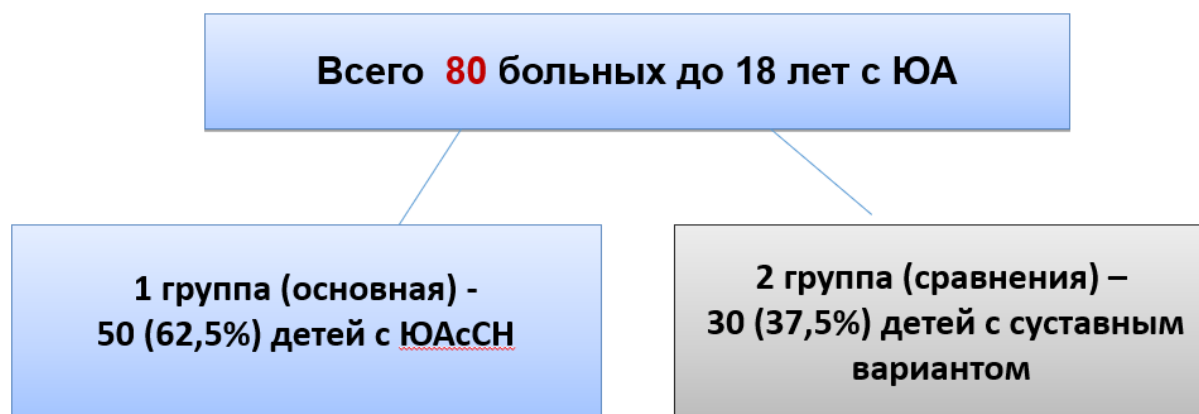 Всего 80 больных до 18 лет с ЮА
1 группа (основная) -
50 (62,5%) детей с ЮАсСН
2 группа (сравнения) –
30 (37,5%) детей с суставным
вариантом